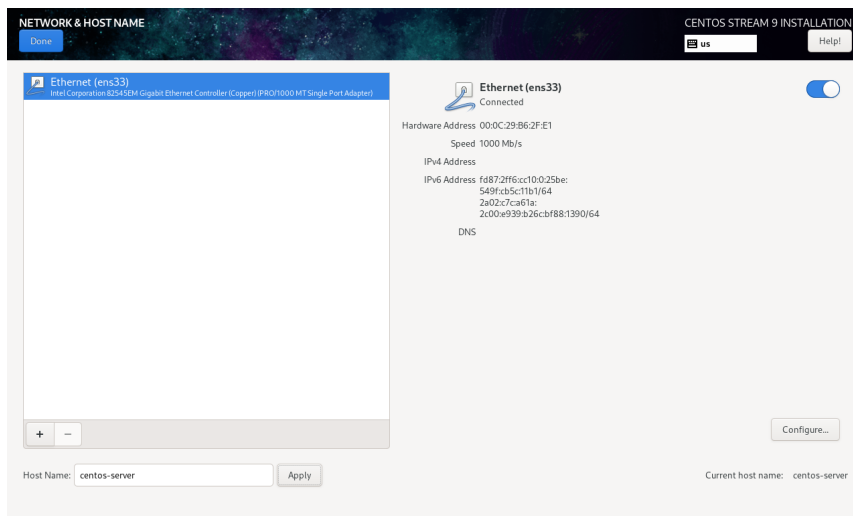 NETWORK & HOST NAME
CENTOS STREAM 9 INSTALLATION
Done
us
Help!
Ethernet (ens33)
Intel Corporation 82545EM Gigabit Ethernet Controller (Copper) (PRO/1000 MT Single Port Adapter)
Ethernet (ens33)
Connected
Hardware Address 00:0C:29:B6:2F:E1
Speed 1000 Mb/s
IPv4 Address
IPv6 Address fd87:2ff6:cc10:0:25be:
549f:cb5c:11b1/64
2a02:c7c:a61a:
2c00:e939:b26c:bf88:1390/64
DNS
+ −
Configure...
Host Name: centos-server
Apply
Current host name: centos-server